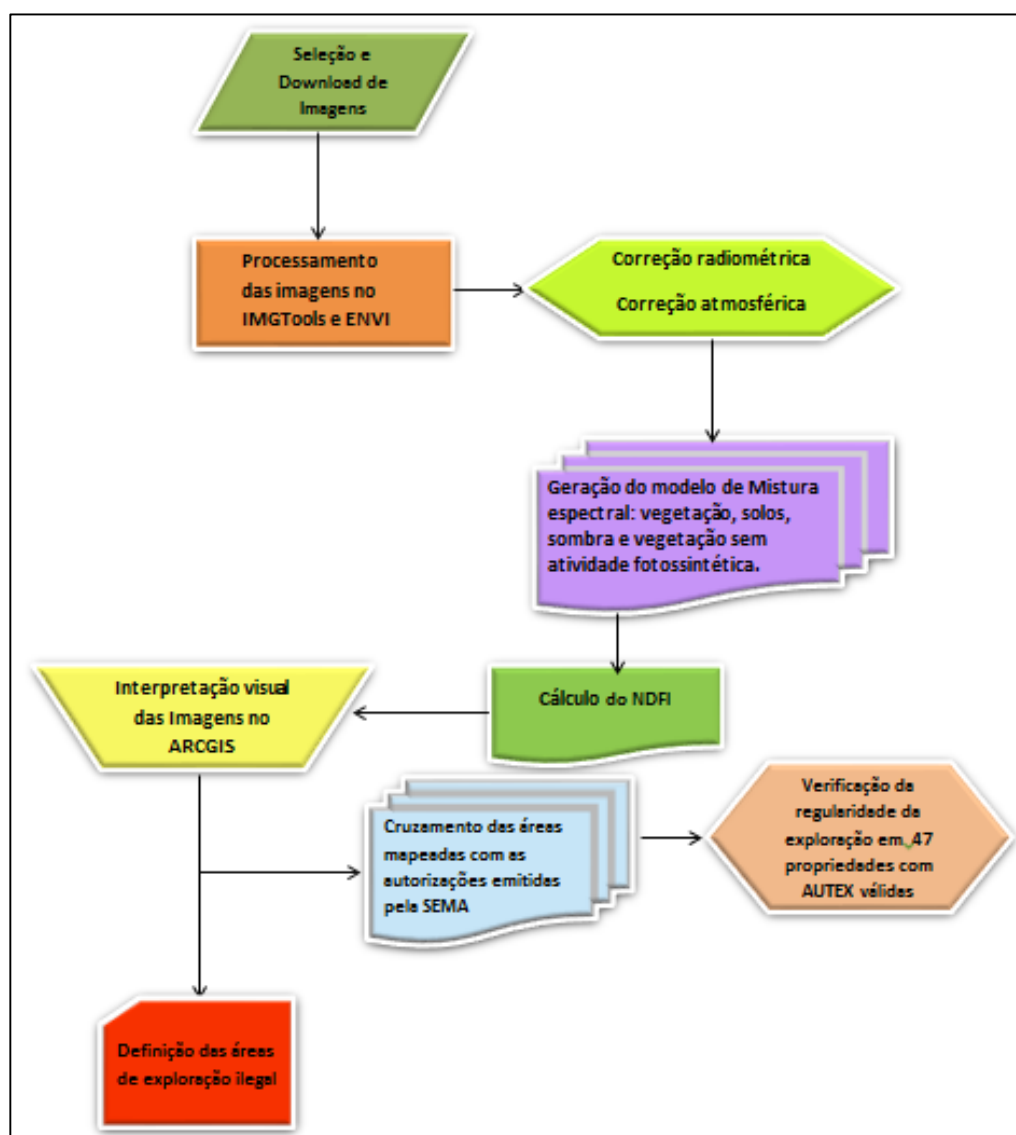 Seleção e
Download de
Imagens
Processamento
das imagens no
IMGTools e ENVI
Correção radiométrica
Correção atmosférica
Geração do modelo de Mistura
espectral: vegetação, solos,
sombra e vegetação sem
atividade fotossintética.
Cálculo do NDFI
Interpretação visual
das Imagens no
ARCGIS
Cruzamento das áreas
mapeadas com as
autorizações emitidas
pela SEMA
Verificação da
regularidade da
exploração em 47
propriedades com
AUTEX válidas
Definição das áreas
de exploração ilegal